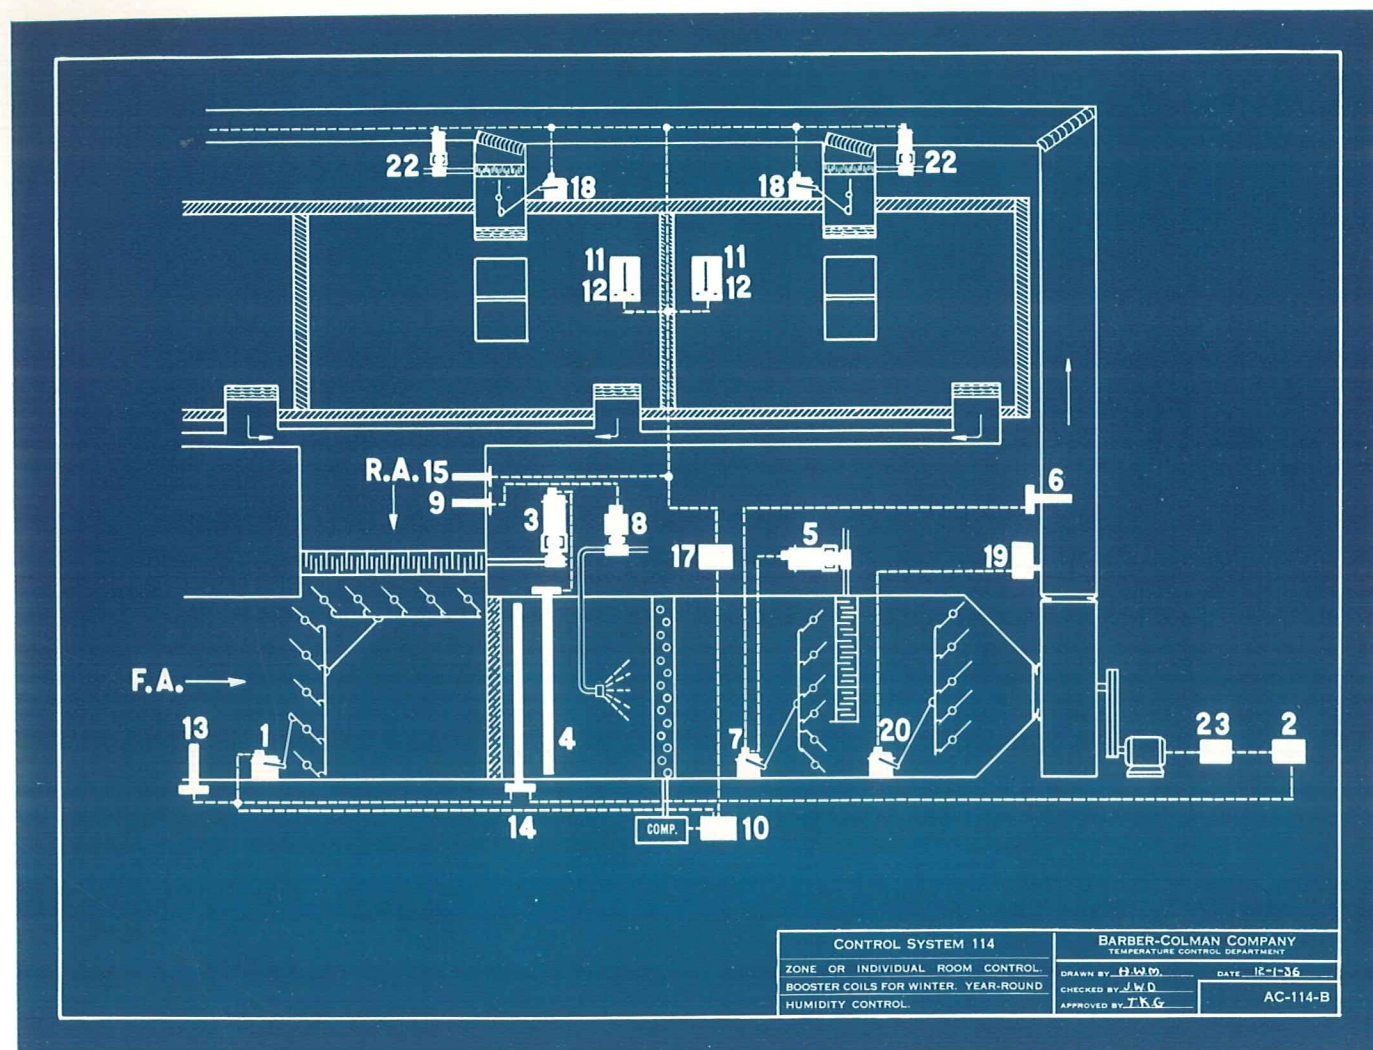 22
18
18
22
11
12
11
12
R.A. 15
9
3
8
5
6
17
19
F.A.
13
1
4
7
20
23
2
14
COMP.
10
CONTROL SYSTEM 114
ZONE OR INDIVIDUAL ROOM CONTROL.
BOOSTER COILS FOR WINTER. YEAR-ROUND
HUMIDITY CONTROL.
BARBER-COLMAN COMPANY
TEMPERATURE CONTROL DEPARTMENT
DRAWN BY H.W.M. DATE 12-1-36
CHECKED BY J.W.D
APPROVED BY T.K.G
AC-114-B